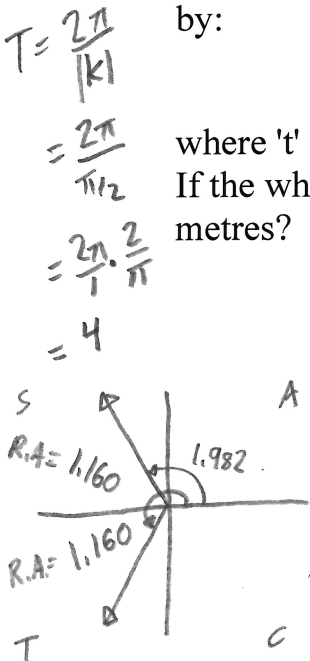 T = 2π/|k|
= 2π/π/2
= 2π/1 · 2/π
= 4
by:
where 't'
If the wh
metres?
S
A
R.A = 1.160
1.982
R.A = 1.160
T
C